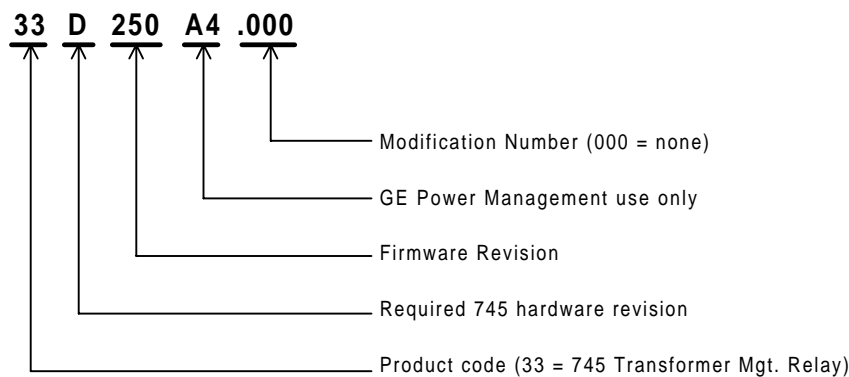 33 D 250 A4 .000
Modification Number (000 = none)
GE Power Management use only
Firmware Revision
Required 745 hardware revision
Product code (33 = 745 Transformer Mgt. Relay)